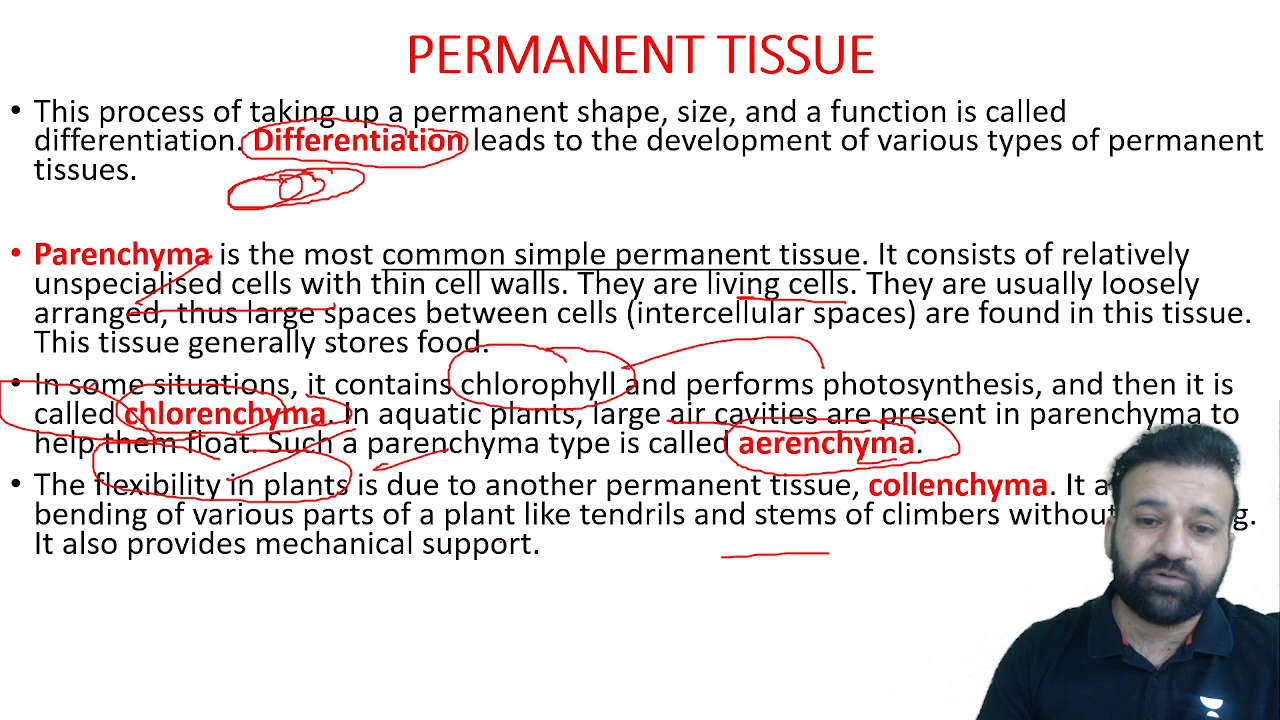 PERMANENT TISSUE
• This process of taking up a permanent shape, size, and a function is called
differentiation. Differentiation leads to the development of various types of permanent
tissues.
• Parenchyma is the most common simple permanent tissue. It consists of relatively
unspecialised cells with thin cell walls. They are living cells. They are usually loosely
arranged, thus large spaces between cells (intercellular spaces) are found in this tissue.
This tissue generally stores food.
• In some situations, it contains chlorophyll and performs photosynthesis, and then it is
called chlorenchyma. In aquatic plants, large air cavities are present in parenchyma to
help them float. Such a parenchyma type is called aerenchyma.
• The flexibility in plants is due to another permanent tissue, collenchyma. It
bending of various parts of a plant like tendrils and stems of climbers without
It also provides mechanical support.